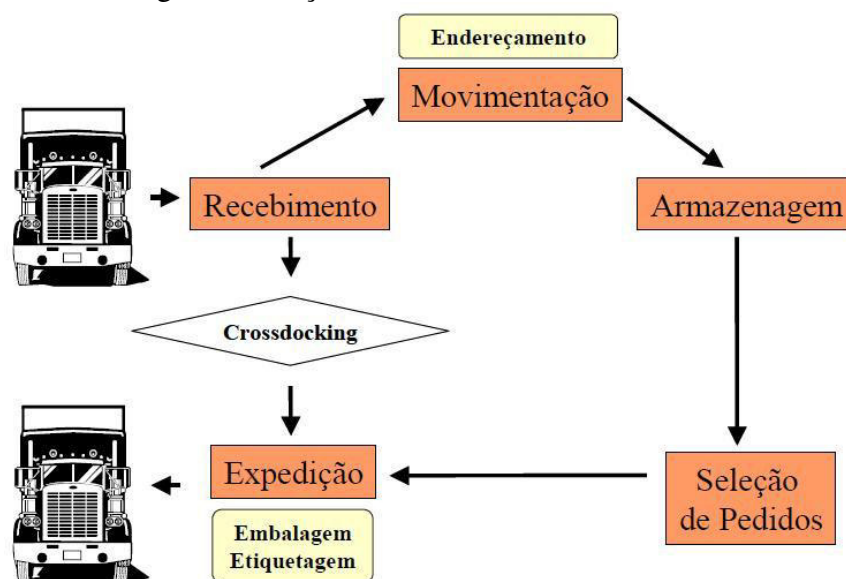 Endereçamento
Movimentação
Recebimento
Armazenagem
Crossdocking
Expedição
Seleção
de Pedidos
Embalagem
Etiquetagem